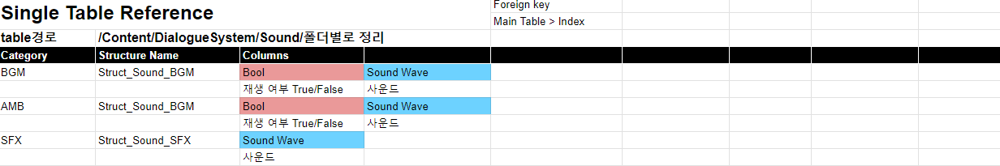 Foreign key
Single Table Reference
Main Table > Index
table경로 /Content/DialogueSystem/Sound/폴더별로 정리
Category Structure Name Columns
BGM Struct_Sound_BGM Bool Sound Wave
재생 여부 True/False 사운드
AMB Struct_Sound_BGM Bool Sound Wave
재생 여부 True/False 사운드
SFX Struct_Sound_SFX Sound Wave
사운드